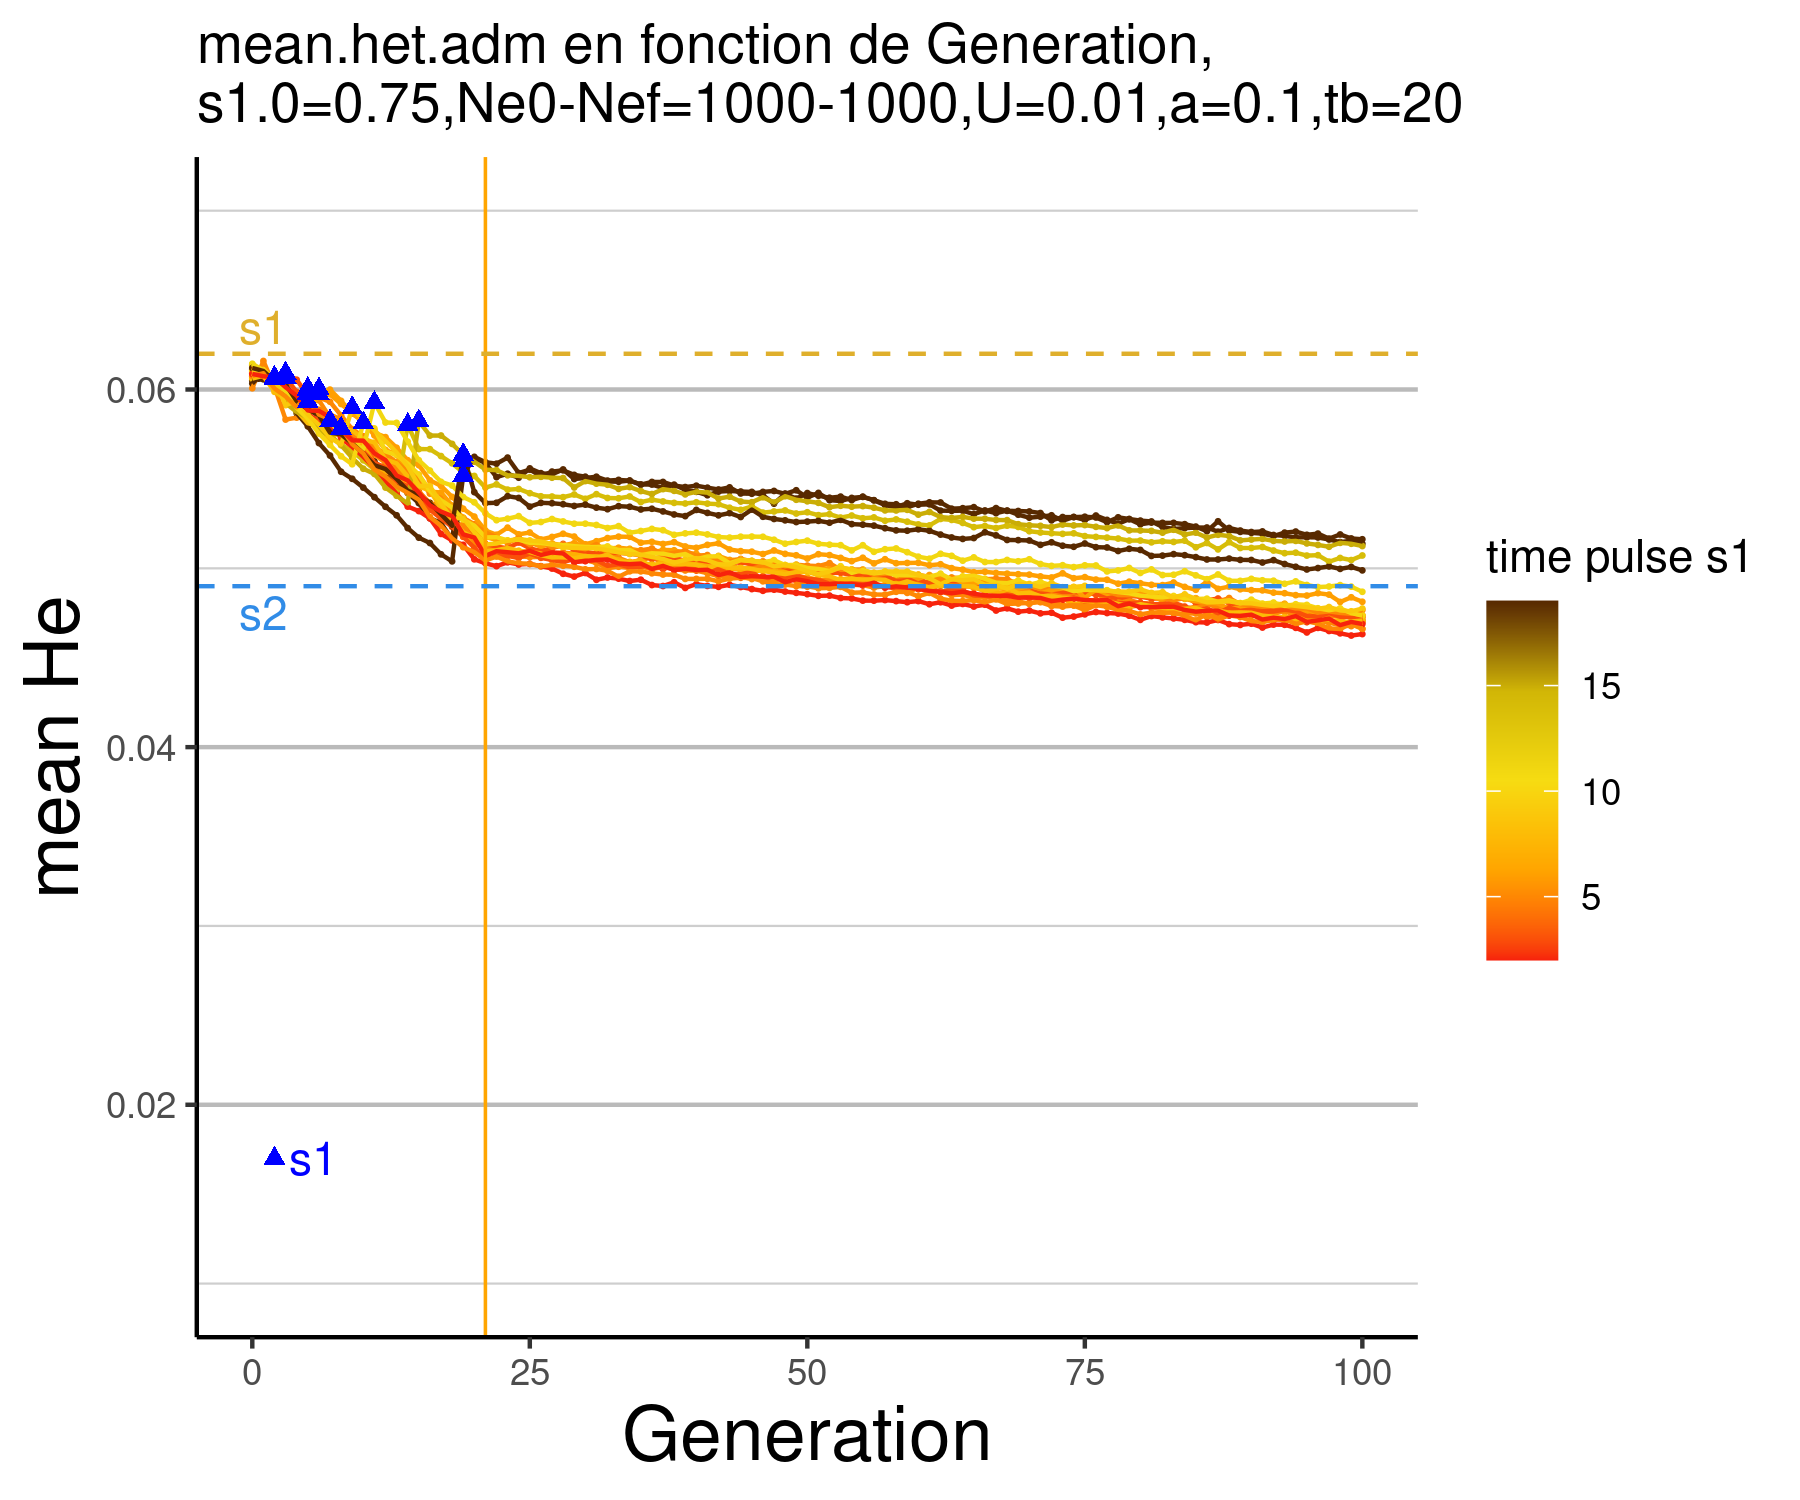 mean.het.adm en fonction de Generation,
s1.0=0.75,Ne0-Nef=1000-1000,U=0.01,a=0.1,tb=20
s1
0.06
s2
0.04
0.02
s1
mean He
0 25 50 75 100
Generation
time pulse s1
15
10
5